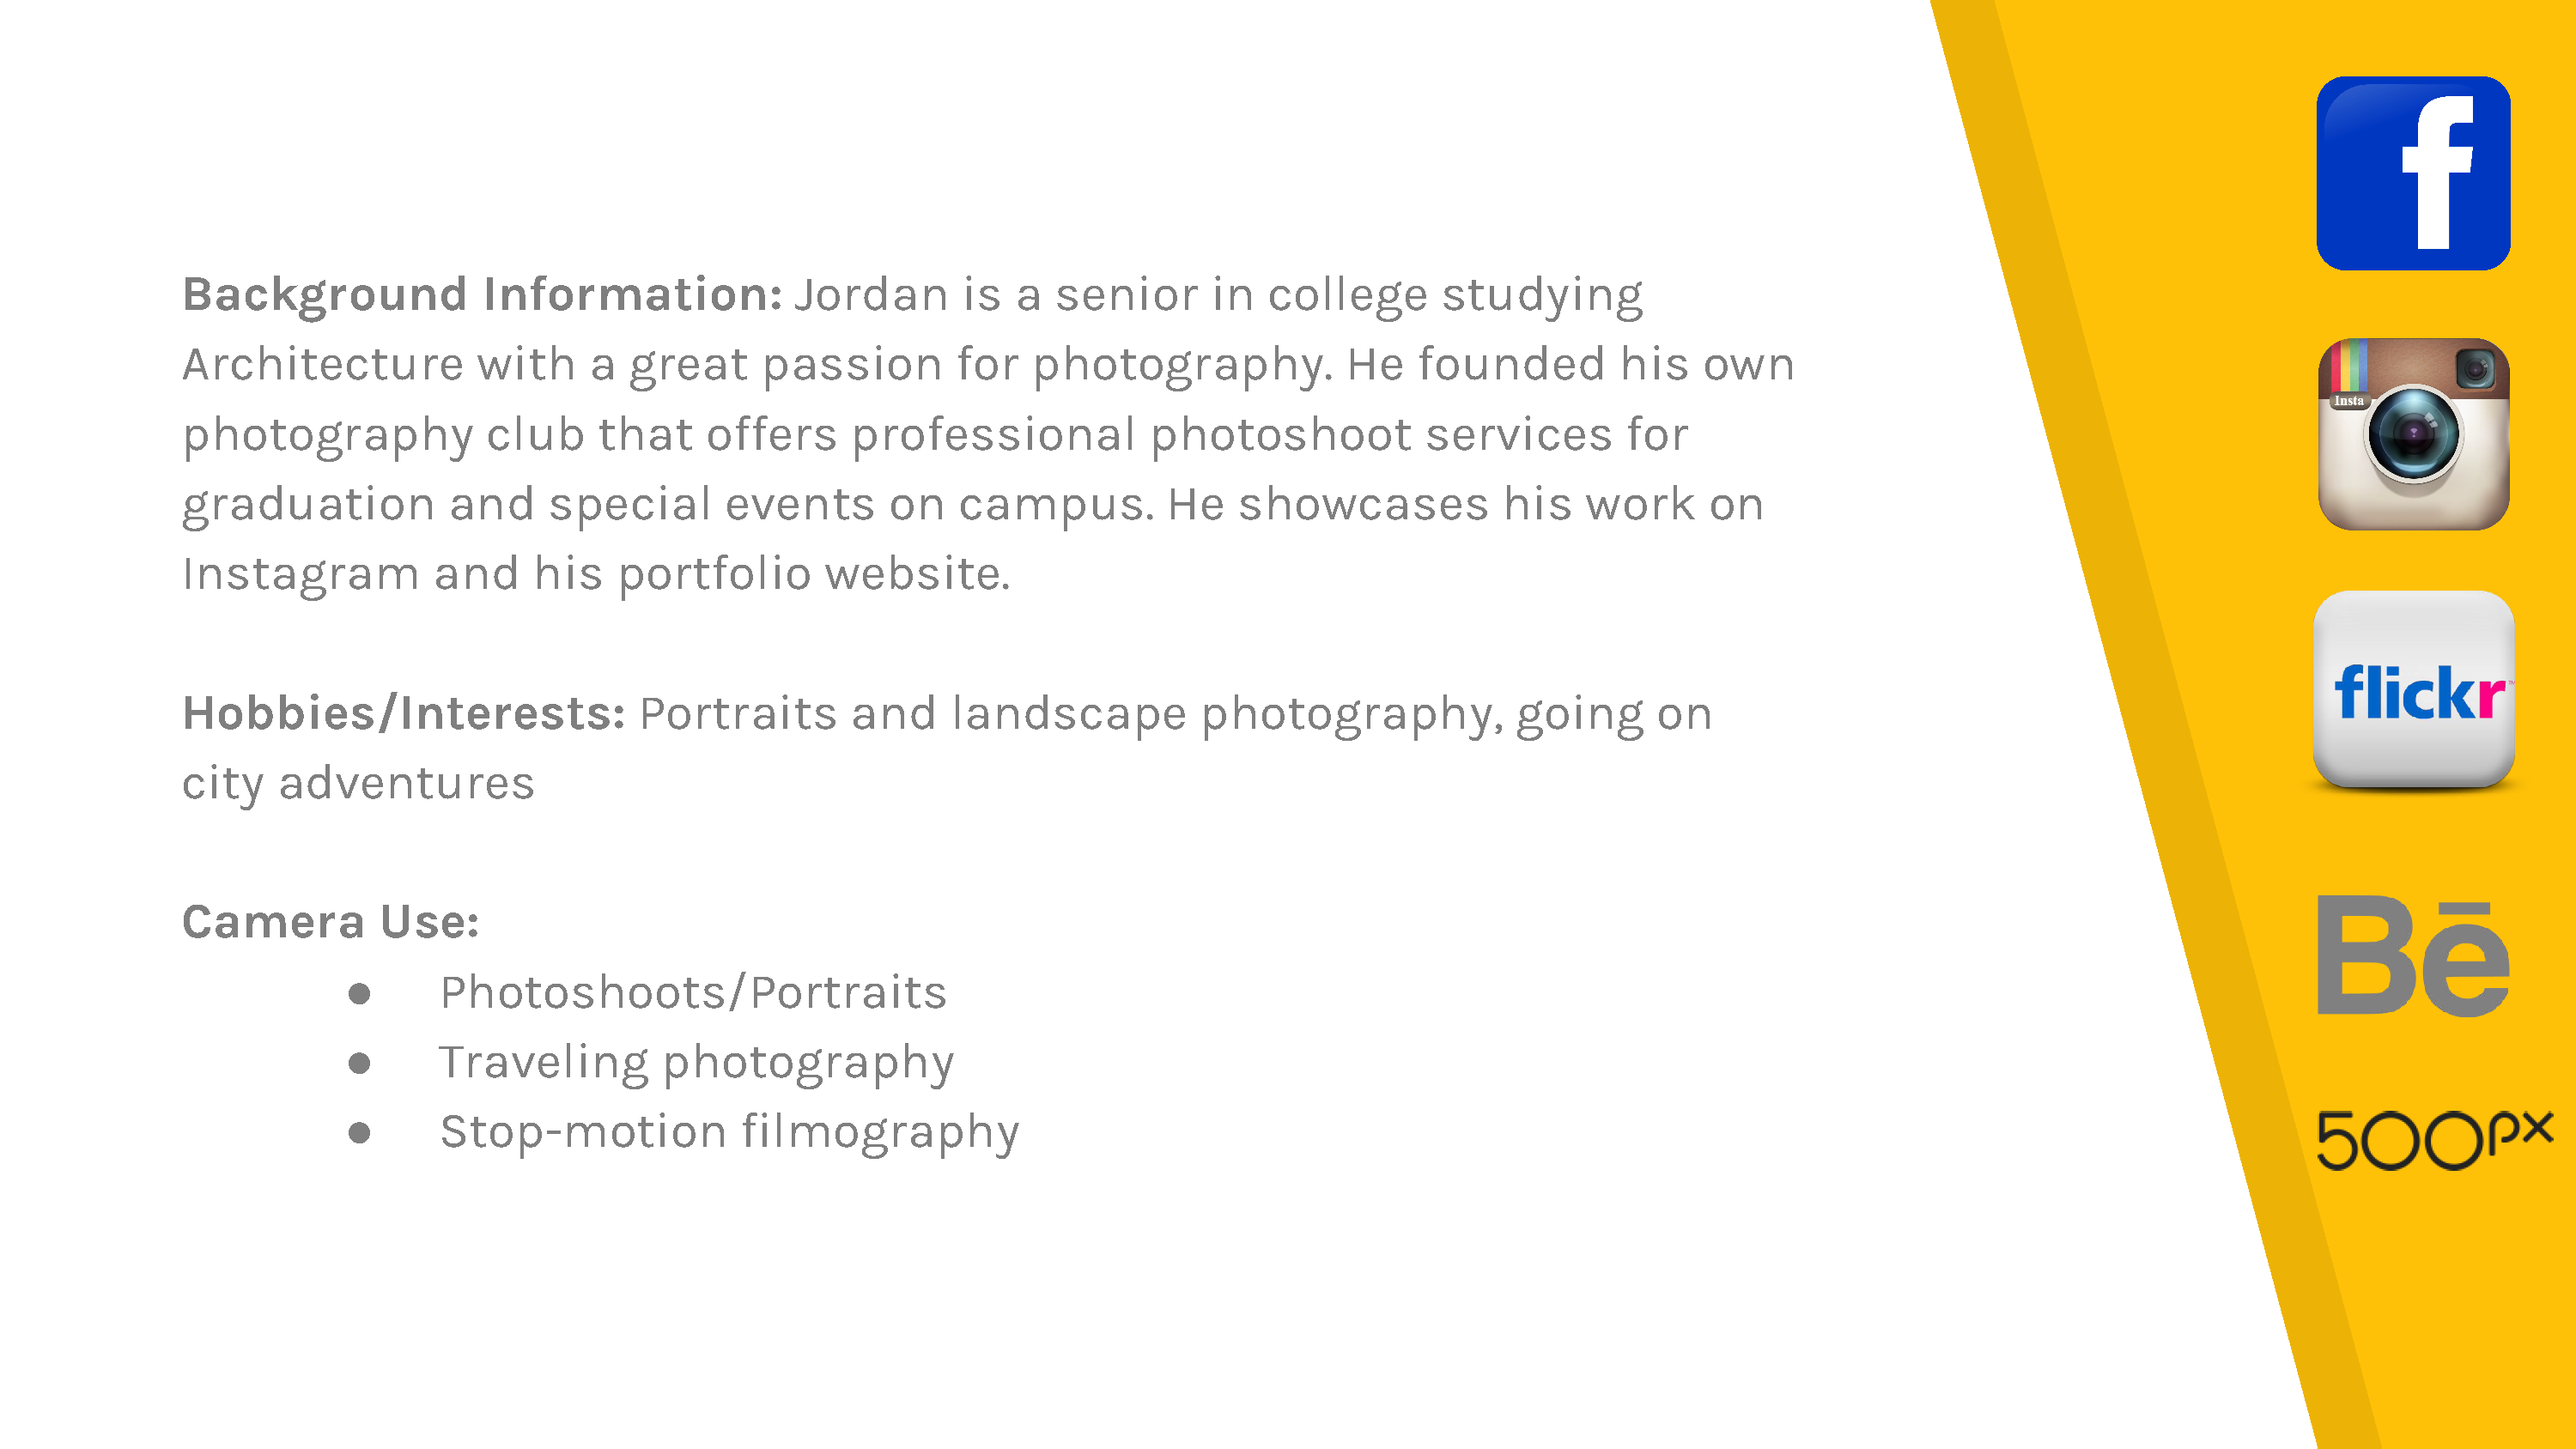 Background Information: Jordan is a senior in college studying
Architecture with a great passion for photography. He founded his own
photography club that offers professional photoshoot services for
graduation and special events on campus. He showcases his work on
Instagram and his portfolio website.
Hobbies/Interests: Portraits and landscape photography, going on
city adventures
Camera Use:
● Photoshoots/Portraits
● Traveling photography
● Stop-motion filmography
f
Insta
flickr™
Bē
500px